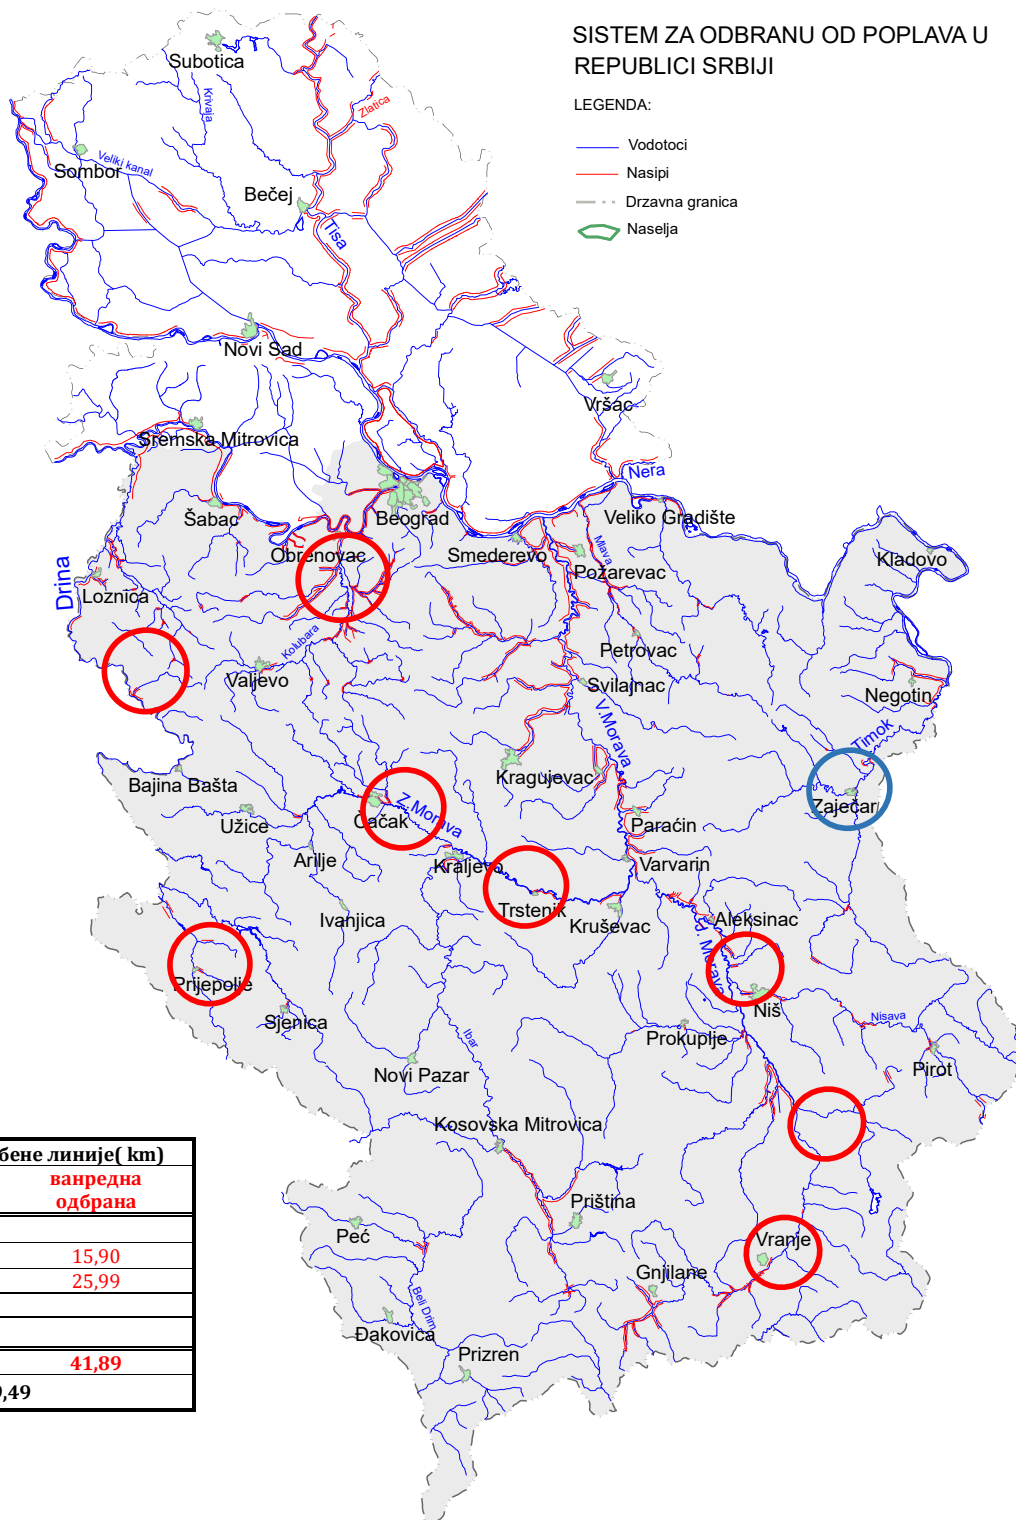 SISTEM ZA ODBRANU OD POPLAVA U
REPUBLICI SRBIJI
LEGENDA:
Vodotoci
Nasipi
Drzavna granica
Naselja
Subotica
Krivaja
Zlatica
Sombor
Veliki kanal
Bečej
Tisa
Novi Sad
Vršac
Sremska Mitrovica
Nera
Šabac
Beograd
Veliko Gradište
Obrenovac
Smederevo
Mlava
Požarevac
Kladovo
Drina
Loznica
Kolubara
Petrovac
Valjevo
Svilajnac
Negotin
V.Morava
Timok
Bajina Bašta
Kragujevac
Zaječar
Užice
Čačak
Z.Morava
Paraćin
Arilje
Kraljevo
Varvarin
Ivanjica
Trstenik
Kruševac
Aleksinac
J. Morava
Prijepolje
Sjenica
Niš
Nisava
Ibar
Prokuplje
Pirot
Novi Pazar
Kosovska Mitrovica
Priština
Peć
Vranje
Gnjilane
Beli Drim
Đakovica
Prizren
бене линије( km)
ванредна
одбрана
15,90
25,99
41,89
,49